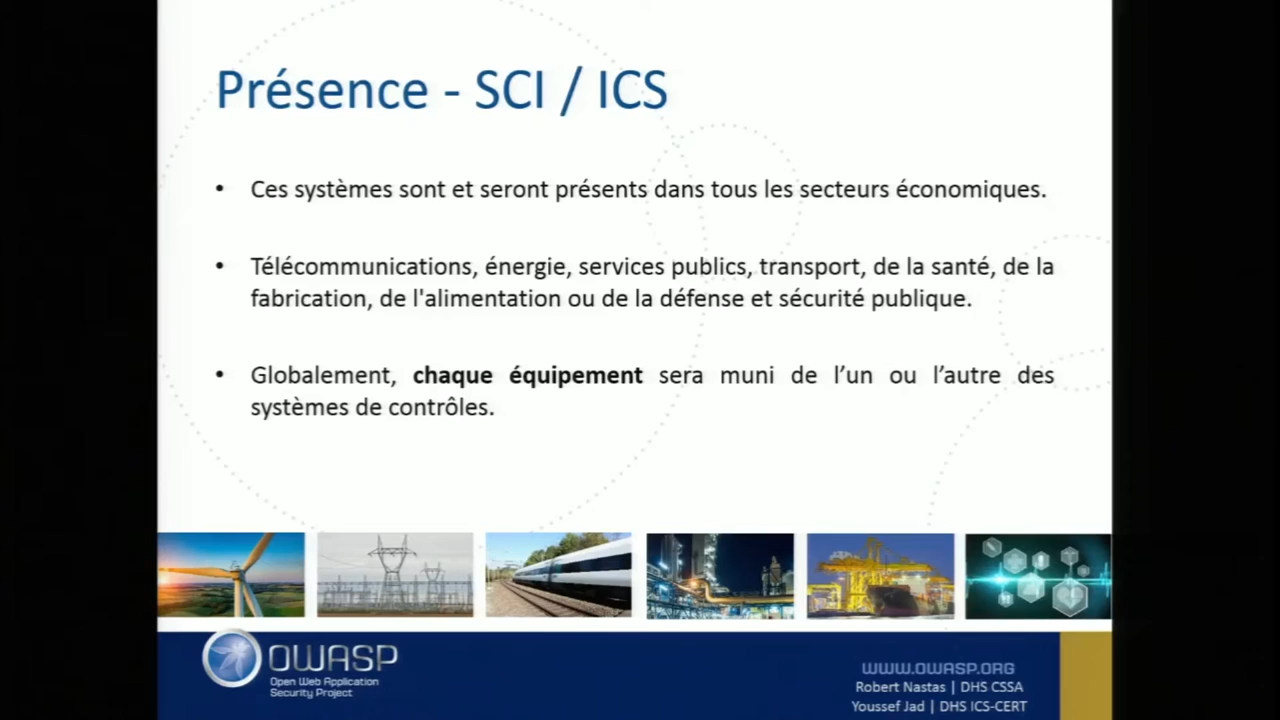 Présence - SCI / ICS
• Ces systèmes sont et seront présents dans tous les secteurs économiques.
• Télécommunications, énergie, services publics, transport, de la santé, de la
fabrication, de l'alimentation ou de la défense et sécurité publique.
• Globalement, chaque équipement sera muni de l’un ou l’autre des
systèmes de contrôles.
OWASP
Open Web Application
Security Project
WWW.OWASP.ORG
Robert Nastas | DHS CSSA
Youssef Jad | DHS ICS-CERT